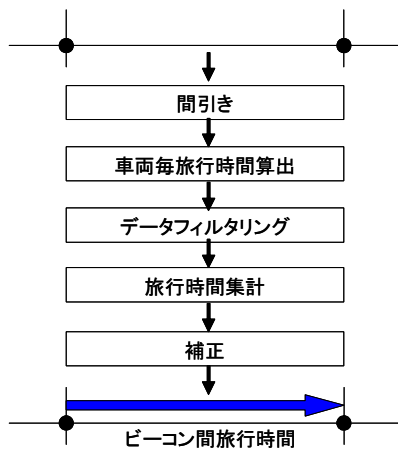 間引き
車両毎旅行時間算出
データフィルタリング
旅行時間集計
補正
ビーコン間旅行時間